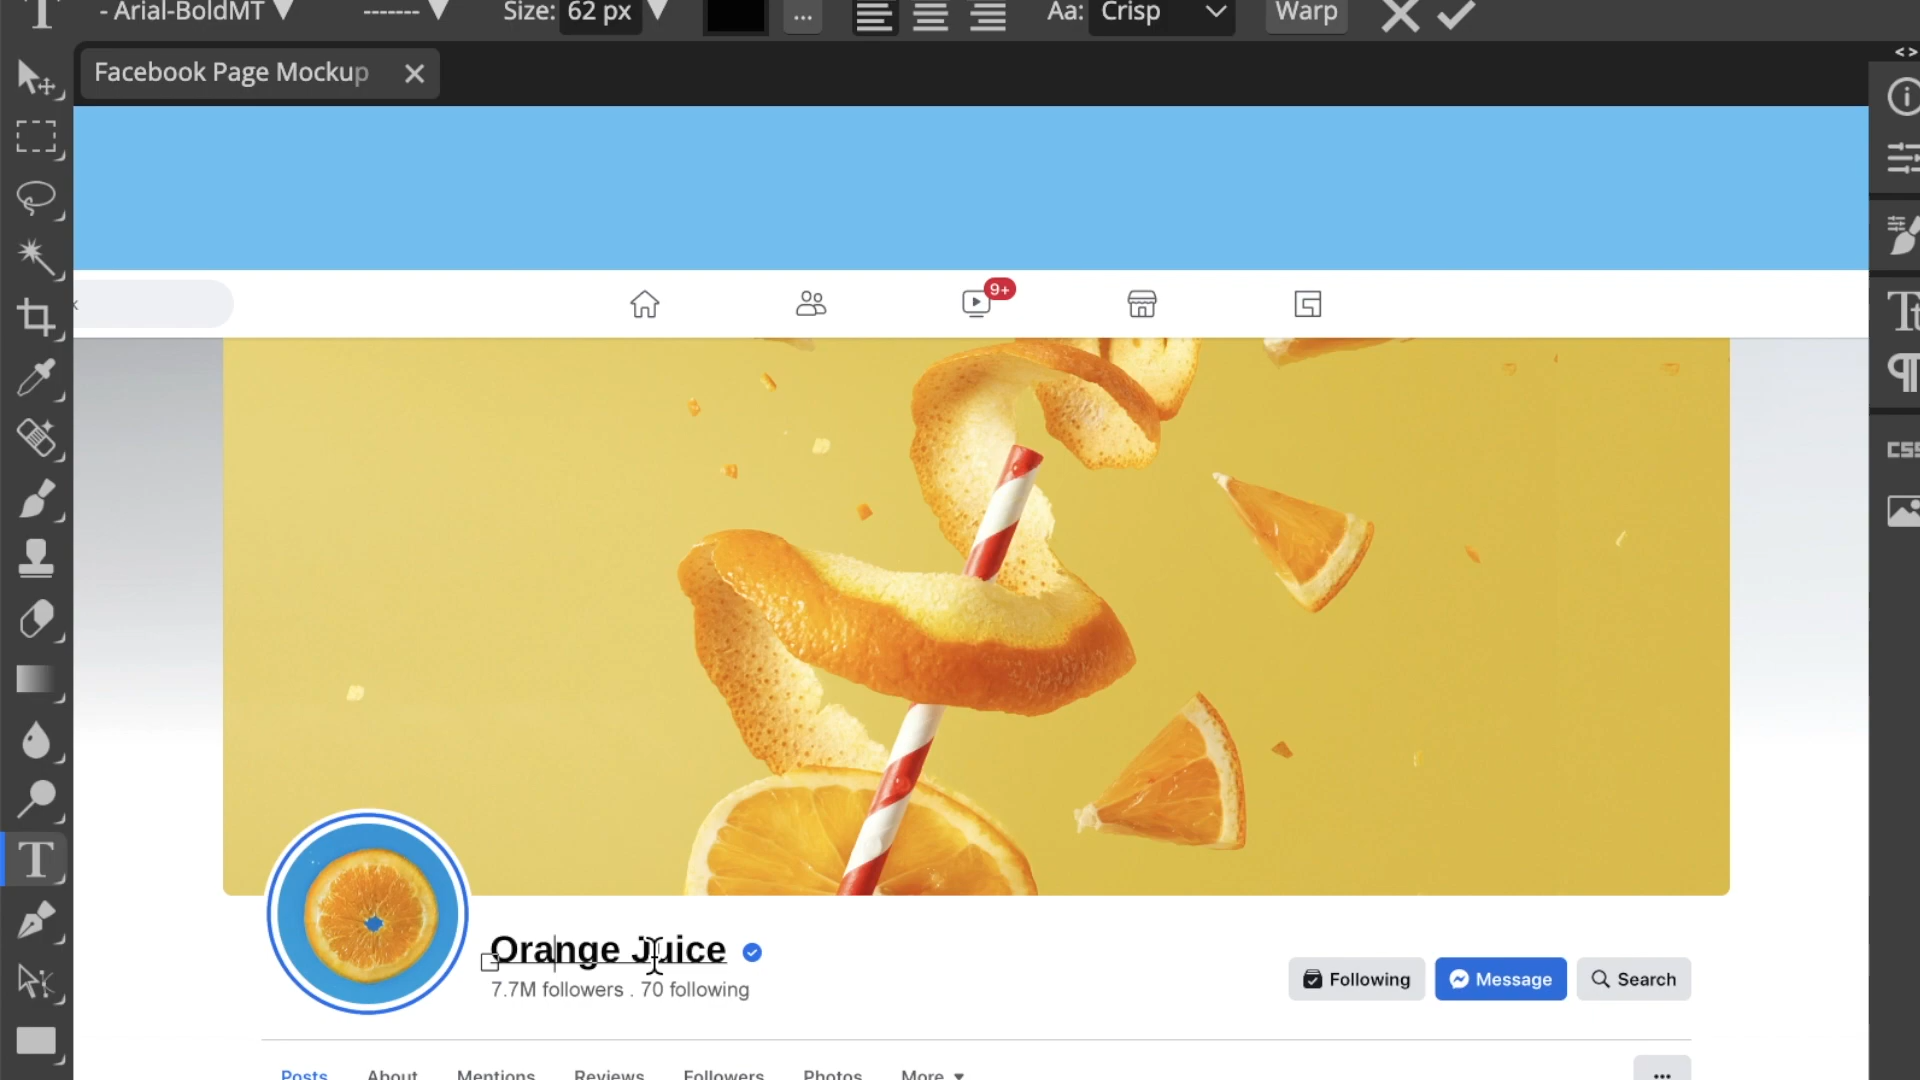 T - Arial-BoldMT ------- Size: 62 px ... Aa: Crisp Warp
Facebook Page Mockup
< >
9+
Orange Juice
7.7M followers . 70 following
Following Message Search
Posts About Mentions Reviews Followers Photos More
...
T
CSS